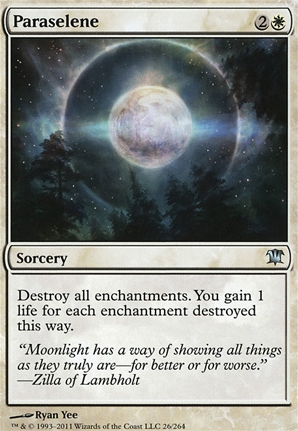 Paraselene 2
Sorcery
Destroy all enchantments. You gain 1
life for each enchantment destroyed
this way.
“Moonlight has a way of showing all things
as they truly are—for better or for worse.”
—Zilla of Lambholt
Ryan Yee
™ & © 1993–2011 Wizards of the Coast LLC 26/264